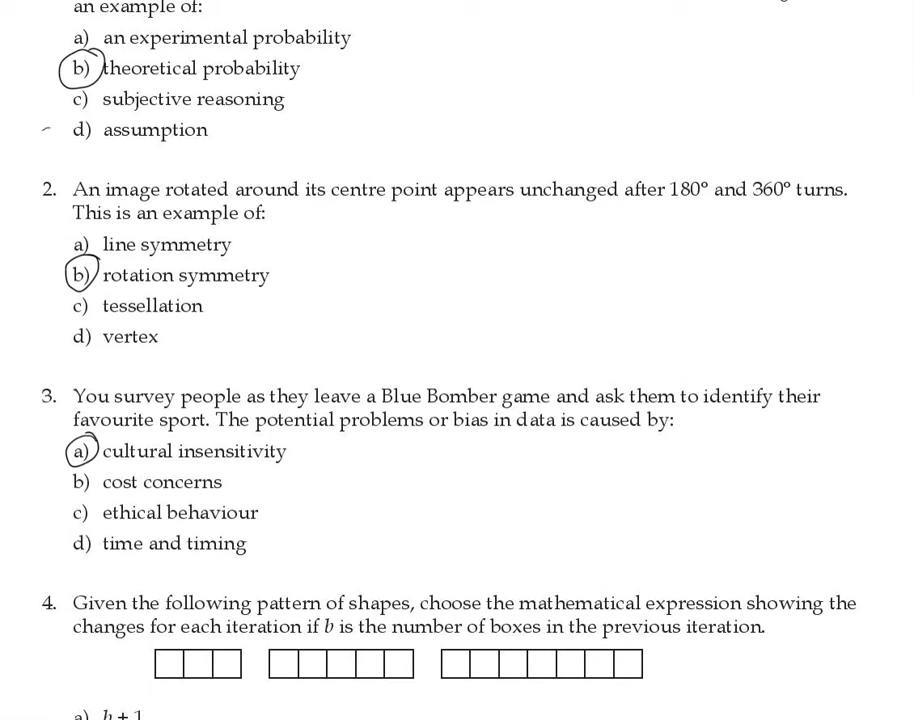 an example of:
a) an experimental probability
b) theoretical probability
c) subjective reasoning
d) assumption
2. An image rotated around its centre point appears unchanged after 180° and 360° turns.
This is an example of:
a) line symmetry
b) rotation symmetry
c) tessellation
d) vertex
3. You survey people as they leave a Blue Bomber game and ask them to identify their
favourite sport. The potential problems or bias in data is caused by:
a) cultural insensitivity
b) cost concerns
c) ethical behaviour
d) time and timing
4. Given the following pattern of shapes, choose the mathematical expression showing the
changes for each iteration if b is the number of boxes in the previous iteration.
a) b + 1